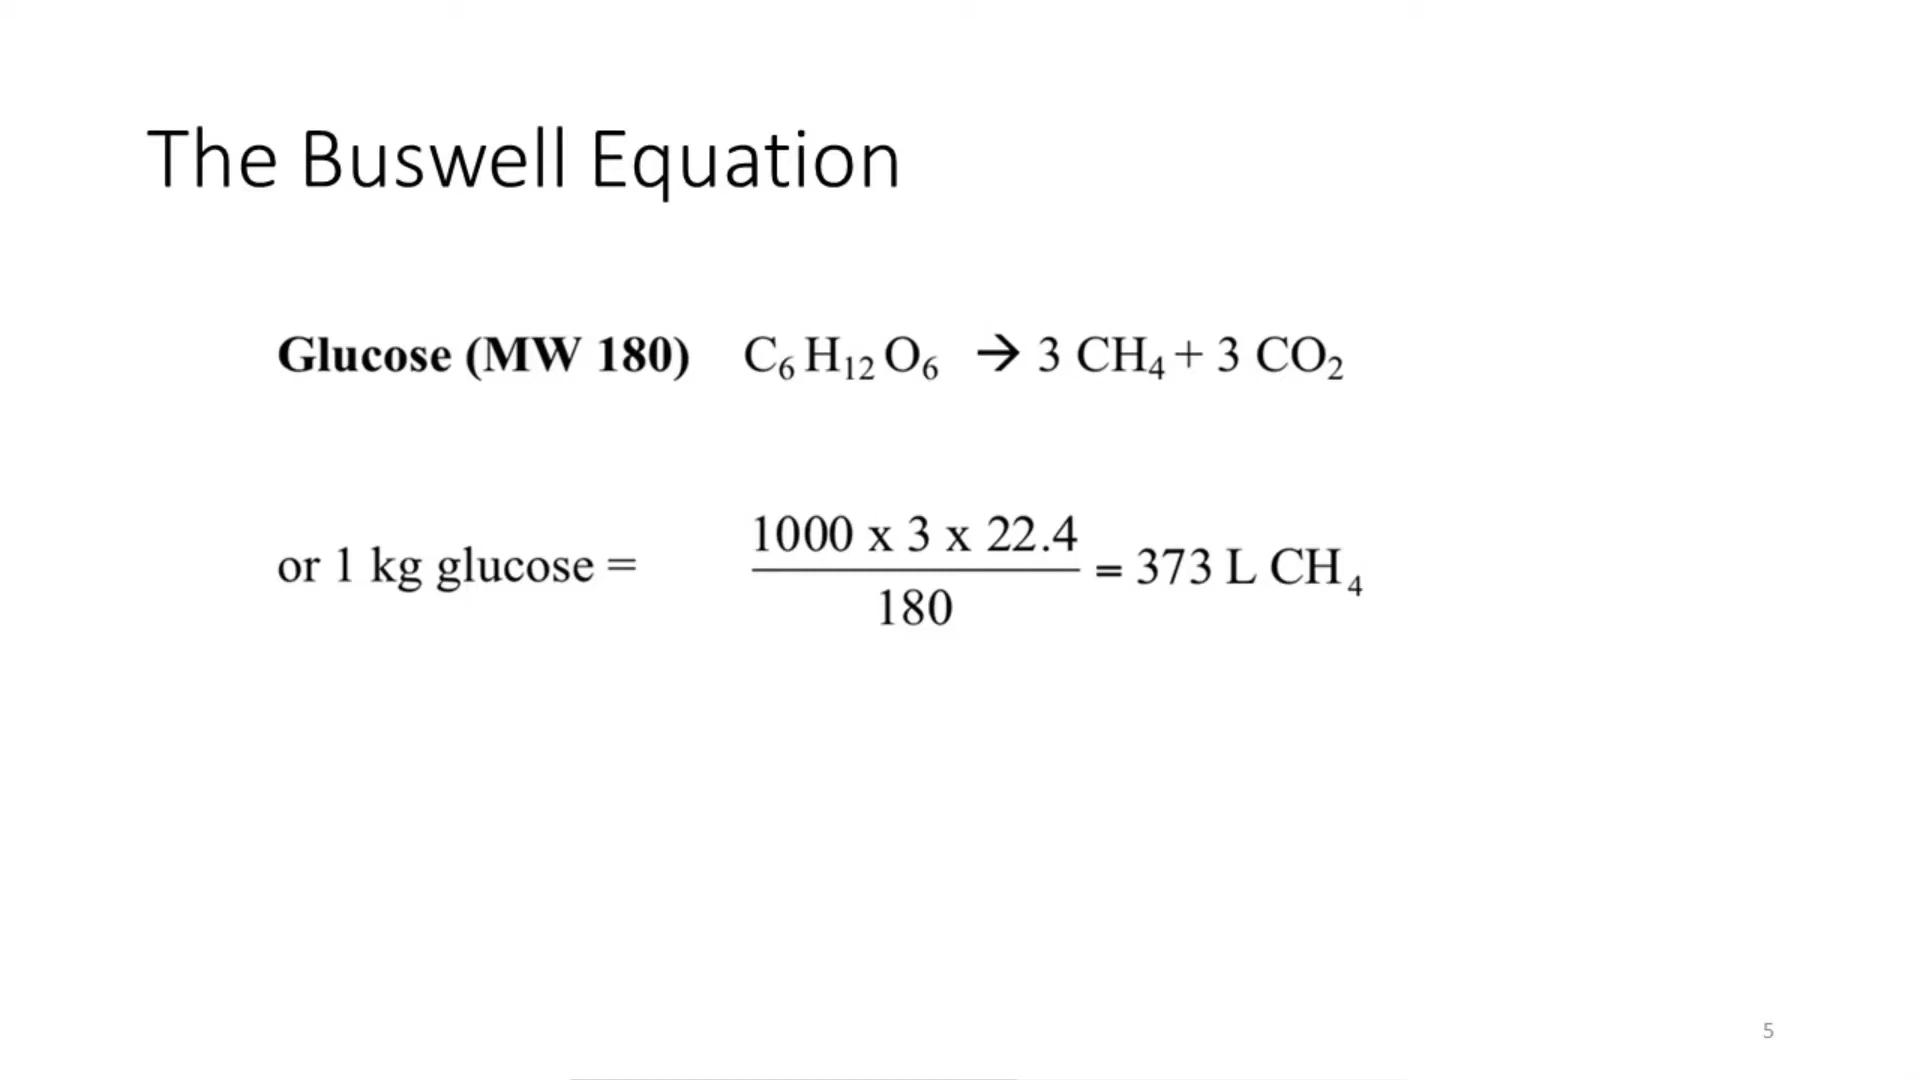 The Buswell Equation
Glucose (MW 180) C₆ H₁₂ O₆ → 3 CH₄ + 3 CO₂
or 1 kg glucose = 1000 x 3 x 22.4 / 180 = 373 L CH₄
5